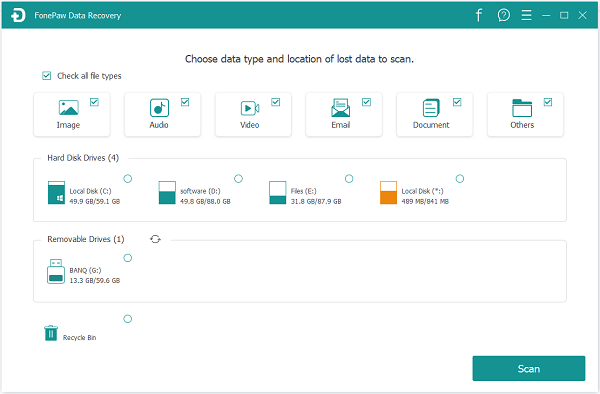 FonePaw Data Recovery
Choose data type and location of lost data to scan.
Check all file types
Image
Audio
Video
Email
Document
Others
Hard Disk Drives (4)
Local Disk (C:)
49.9 GB/59.1 GB
software (D:)
49.8 GB/88.0 GB
Files (E:)
31.8 GB/87.9 GB
Local Disk (*:)
489 MB/841 MB
Removable Drives (1)
BANQ (G:)
13.3 GB/59.6 GB
Recycle Bin
Scan